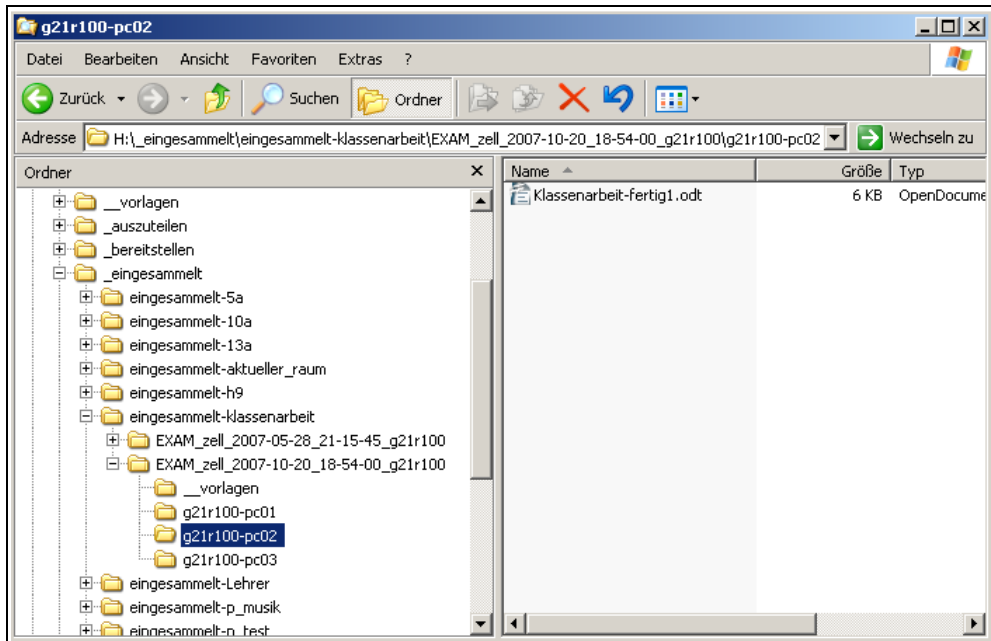 g21r100-pc02
Datei Bearbeiten Ansicht Favoriten Extras ?
Zurück Suchen Ordner
Adresse H:\_eingesammelt\eingesammelt-klassenarbeit\EXAM_zell_2007-10-20_18-54-00_g21r100\g21r100-pc02 Wechseln zu
Ordner
__vorlagen
_auszuteilen
_bereitstellen
_eingesammelt
eingesammelt-5a
eingesammelt-10a
eingesammelt-13a
eingesammelt-aktueller_raum
eingesammelt-h9
eingesammelt-klassenarbeit
EXAM_zell_2007-05-28_21-15-45_g21r100
EXAM_zell_2007-10-20_18-54-00_g21r100
__vorlagen
g21r100-pc01
g21r100-pc02
g21r100-pc03
eingesammelt-Lehrer
eingesammelt-p_musik
eingesammelt-p_test
Name Größe Typ
Klassenarbeit-fertig1.odt 6 KB OpenDocume